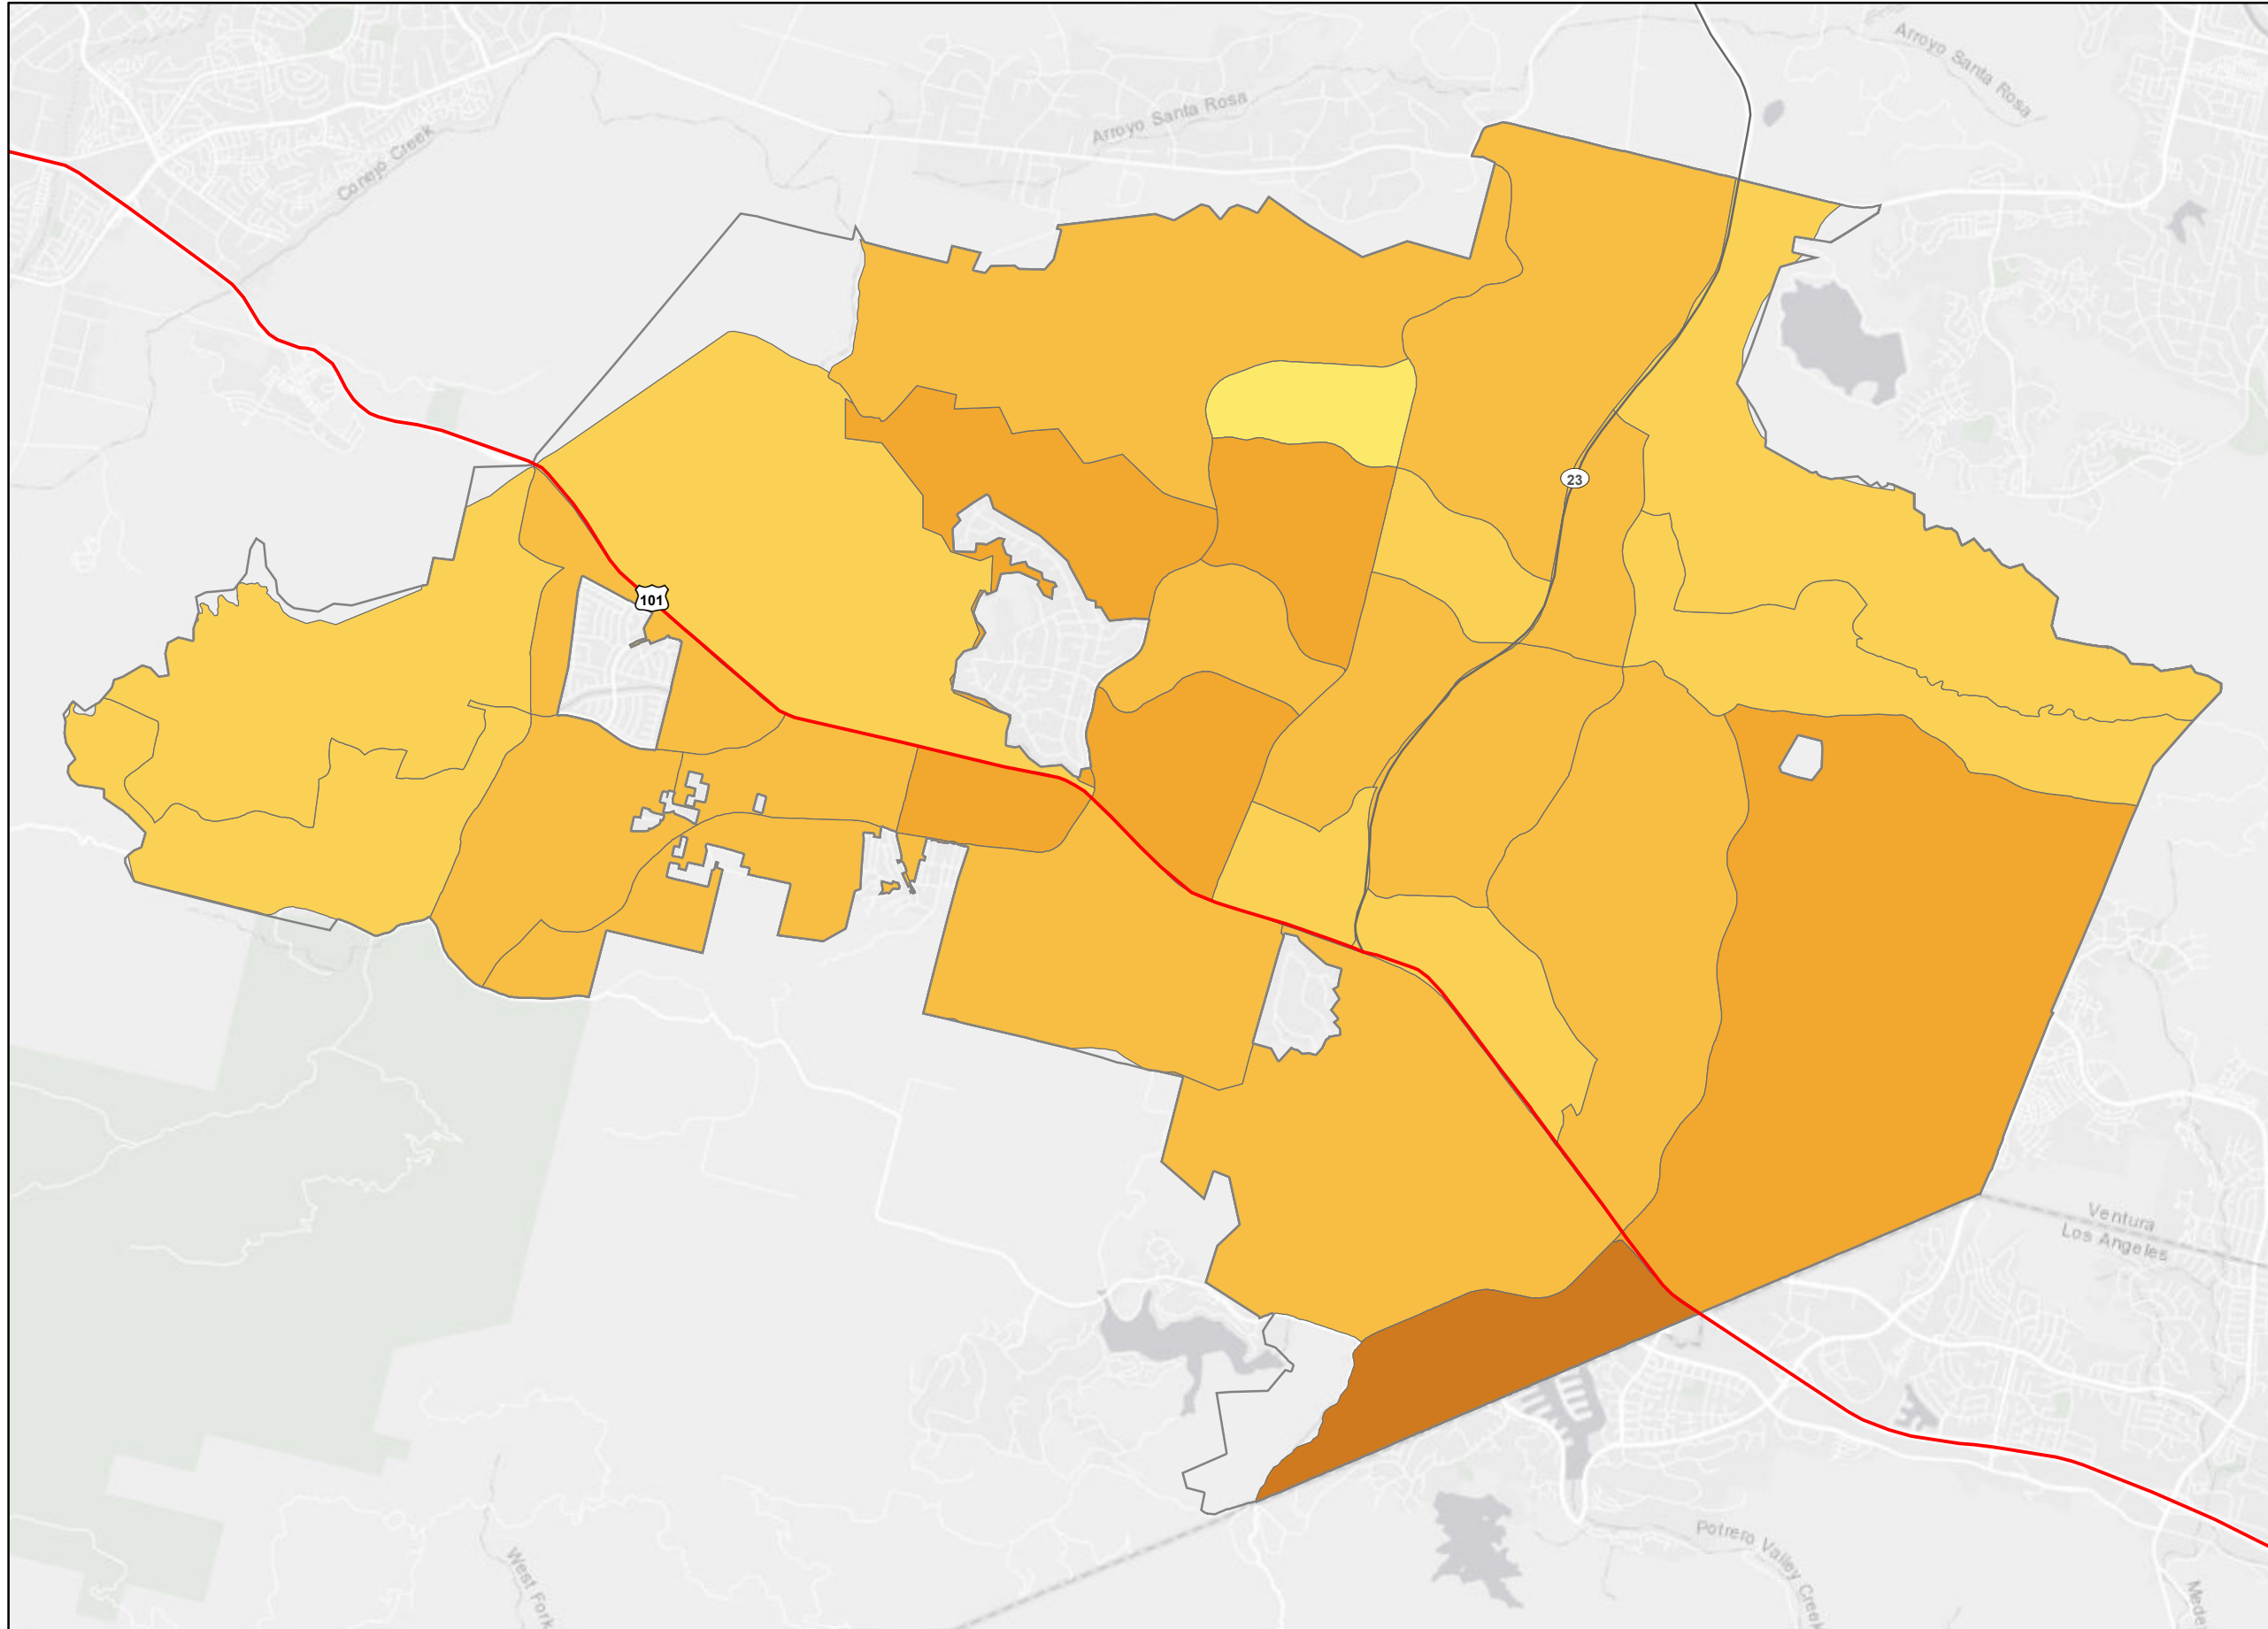 Arroyo Santa Rosa
Arroyo Santa Rosa
Conejo Creek
23
101
Ventura
Los Angeles
Potrero Valley Creek
West Fork